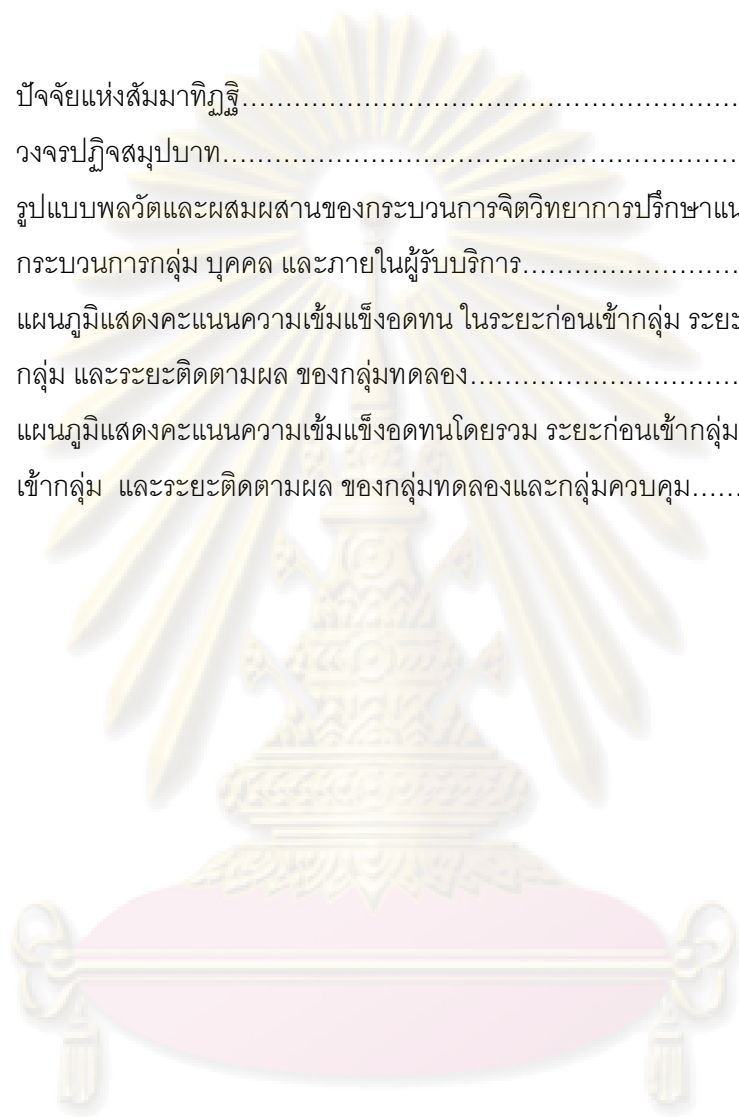 ปัจจัยแห่งสัมมาทิฏฐิ............................................................
วงจรปฏิจสมุปบาท............................................................
รูปแบบพลวัตและผสมผสานของกระบวนการจิตวิทยาการปรึกษาแน
กระบวนการกลุ่ม บุคคล และภายในผู้รับบริการ..........................
แผนภูมิแสดงคะแนนความเข้มแข็งอดทน ในระยะก่อนเข้ากลุ่ม ระยะ
กลุ่ม และระยะติดตามผล ของกลุ่มทดลอง................................
แผนภูมิแสดงคะแนนความเข้มแข็งอดทนโดยรวม ระยะก่อนเข้ากลุ่ม
เข้ากลุ่ม และระยะติดตามผล ของกลุ่มทดลองและกลุ่มควบคุม......